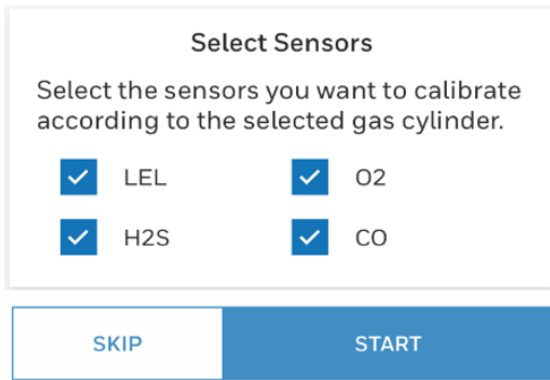 Select Sensors
Select the sensors you want to calibrate
according to the selected gas cylinder.
LEL O2
H2S CO
SKIP START